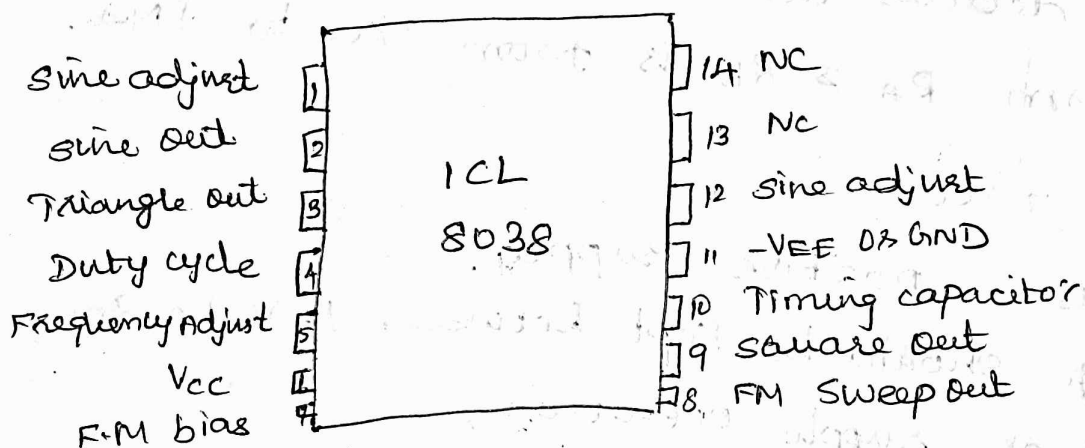 Sine adjust 1
Sine out 2
Triangle out 3
Duty cycle 4
Frequency Adjust 5
Vcc
F.M bias
ICL
8038
14 NC
13 NC
12 Sine adjust
11 -VEE or GND
10 Timing capacitor
9 Square out
8 FM Sweep out